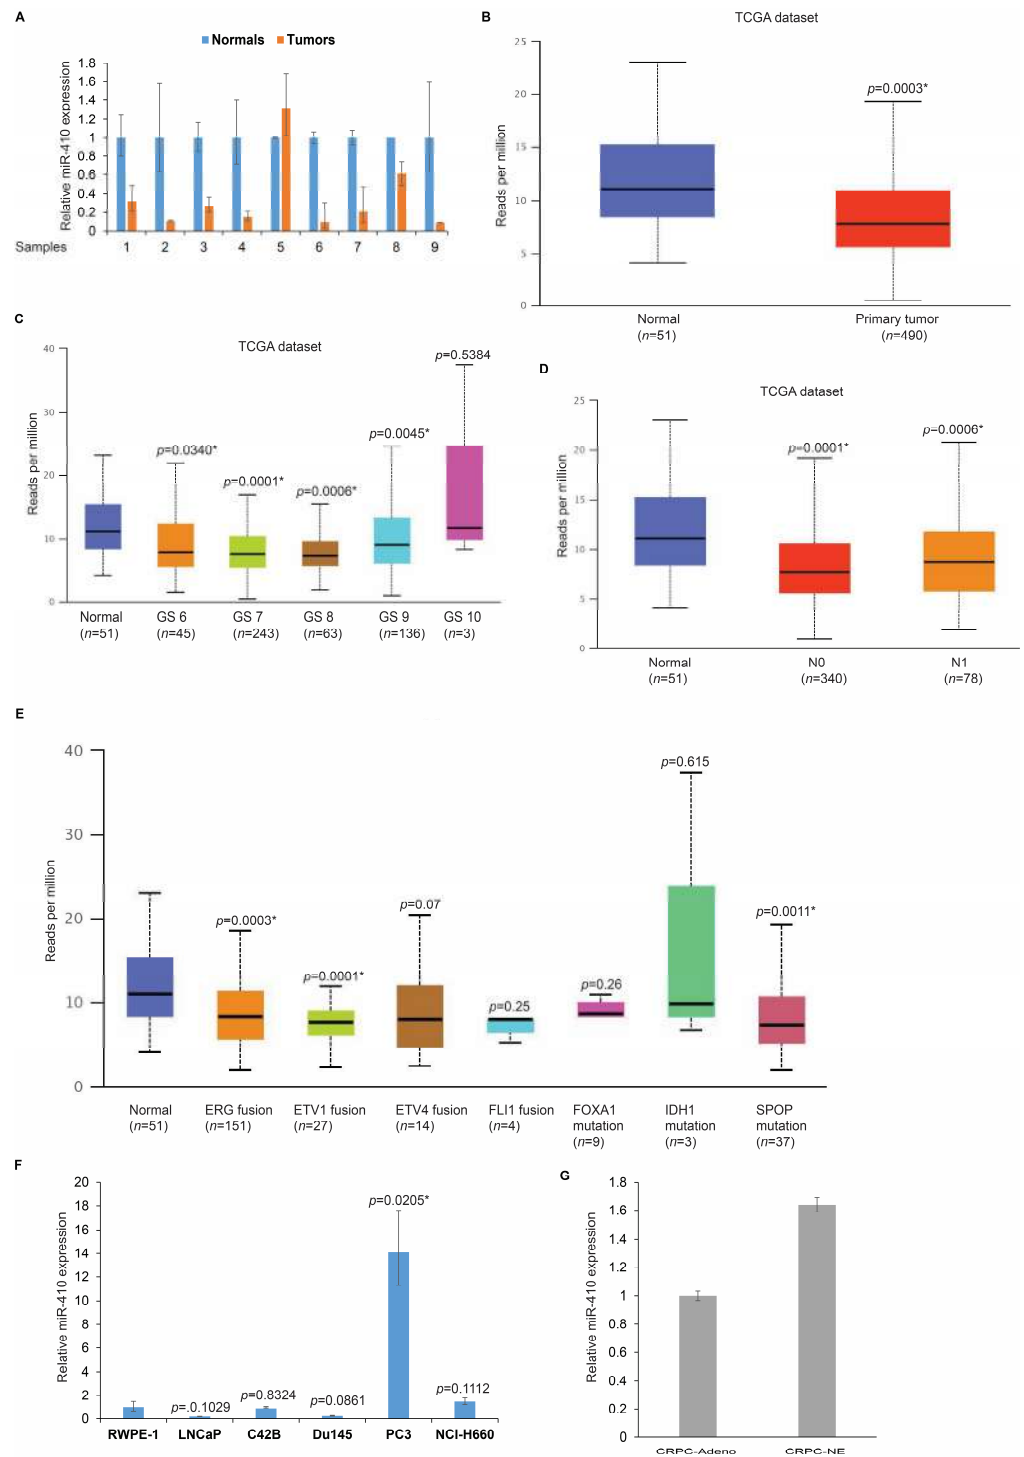 A
Normals Tumors
Relative miR-410 expression
1.8
1.6
1.4
1.2
1
0.8
0.6
0.4
0.2
0
Samples 1 2 3 4 5 6 7 8 9
B
TCGA dataset
Reads per million
25
20
15
10
5
0
p=0.0003*
Normal Primary tumor
(n=51) (n=490)
C
TCGA dataset
Reads per million
40
30
20
10
0
p=0.0340*
p=0.0001*
p=0.0006*
p=0.0045*
p=0.5384
Normal GS 6 GS 7 GS 8 GS 9 GS 10
(n=51) (n=45) (n=243) (n=63) (n=136) (n=3)
D
TCGA dataset
Reads per million
25
20
15
10
5
0
p=0.0001*
p=0.0006*
Normal N0 N1
(n=51) (n=340) (n=78)
E
Reads per million
40
30
20
10
0
p=0.0003*
p=0.0001*
p=0.07
p=0.25
p=0.26
p=0.615
p=0.0011*
Normal ERG fusion ETV1 fusion ETV4 fusion FLI1 fusion FOXA1 IDH1 SPOP
(n=51) (n=151) (n=27) (n=14) (n=4) mutation mutation mutation
(n=9) (n=3) (n=37)
F
Relative miR-410 expression
20
18
16
14
12
10
8
6
4
2
0
p=.0.1029
p=0.8324
p=0.0861
p=0.0205*
p=0.1112
RWPE-1 LNCaP C42B Du145 PC3 NCI-H660
G
Relative miR-410 expression
1.8
1.6
1.4
1.2
1
0.8
0.6
0.4
0.2
0
CRPC-Adeno CRPC-NE